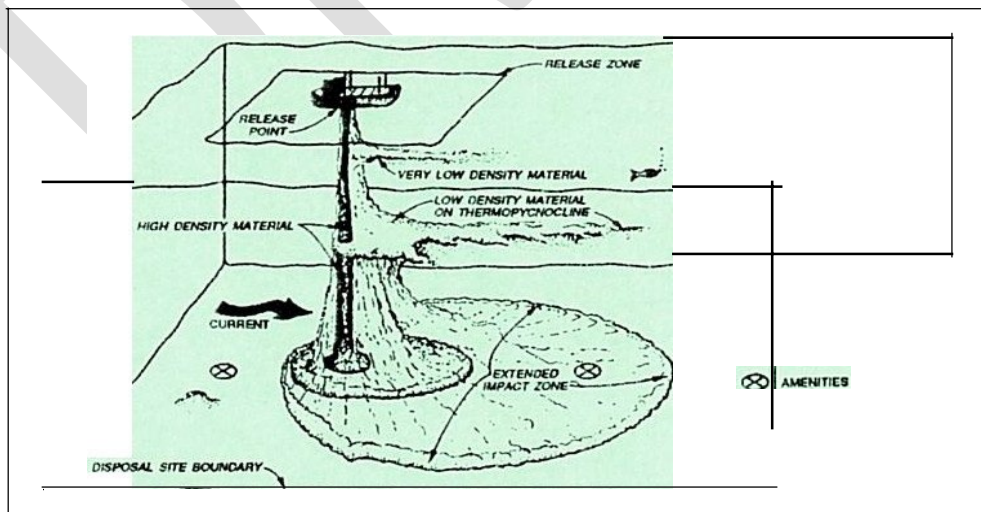 RELEASE ZONE
RELEASE
POINT
VERY LOW DENSITY MATERIAL
LOW DENSITY MATERIAL
ON THERMOPYCNOCLINE
HIGH DENSITY MATERIAL
CURRENT
EXTENDED
IMPACT ZONE
AMENITIES
DISPOSAL SITE BOUNDARY